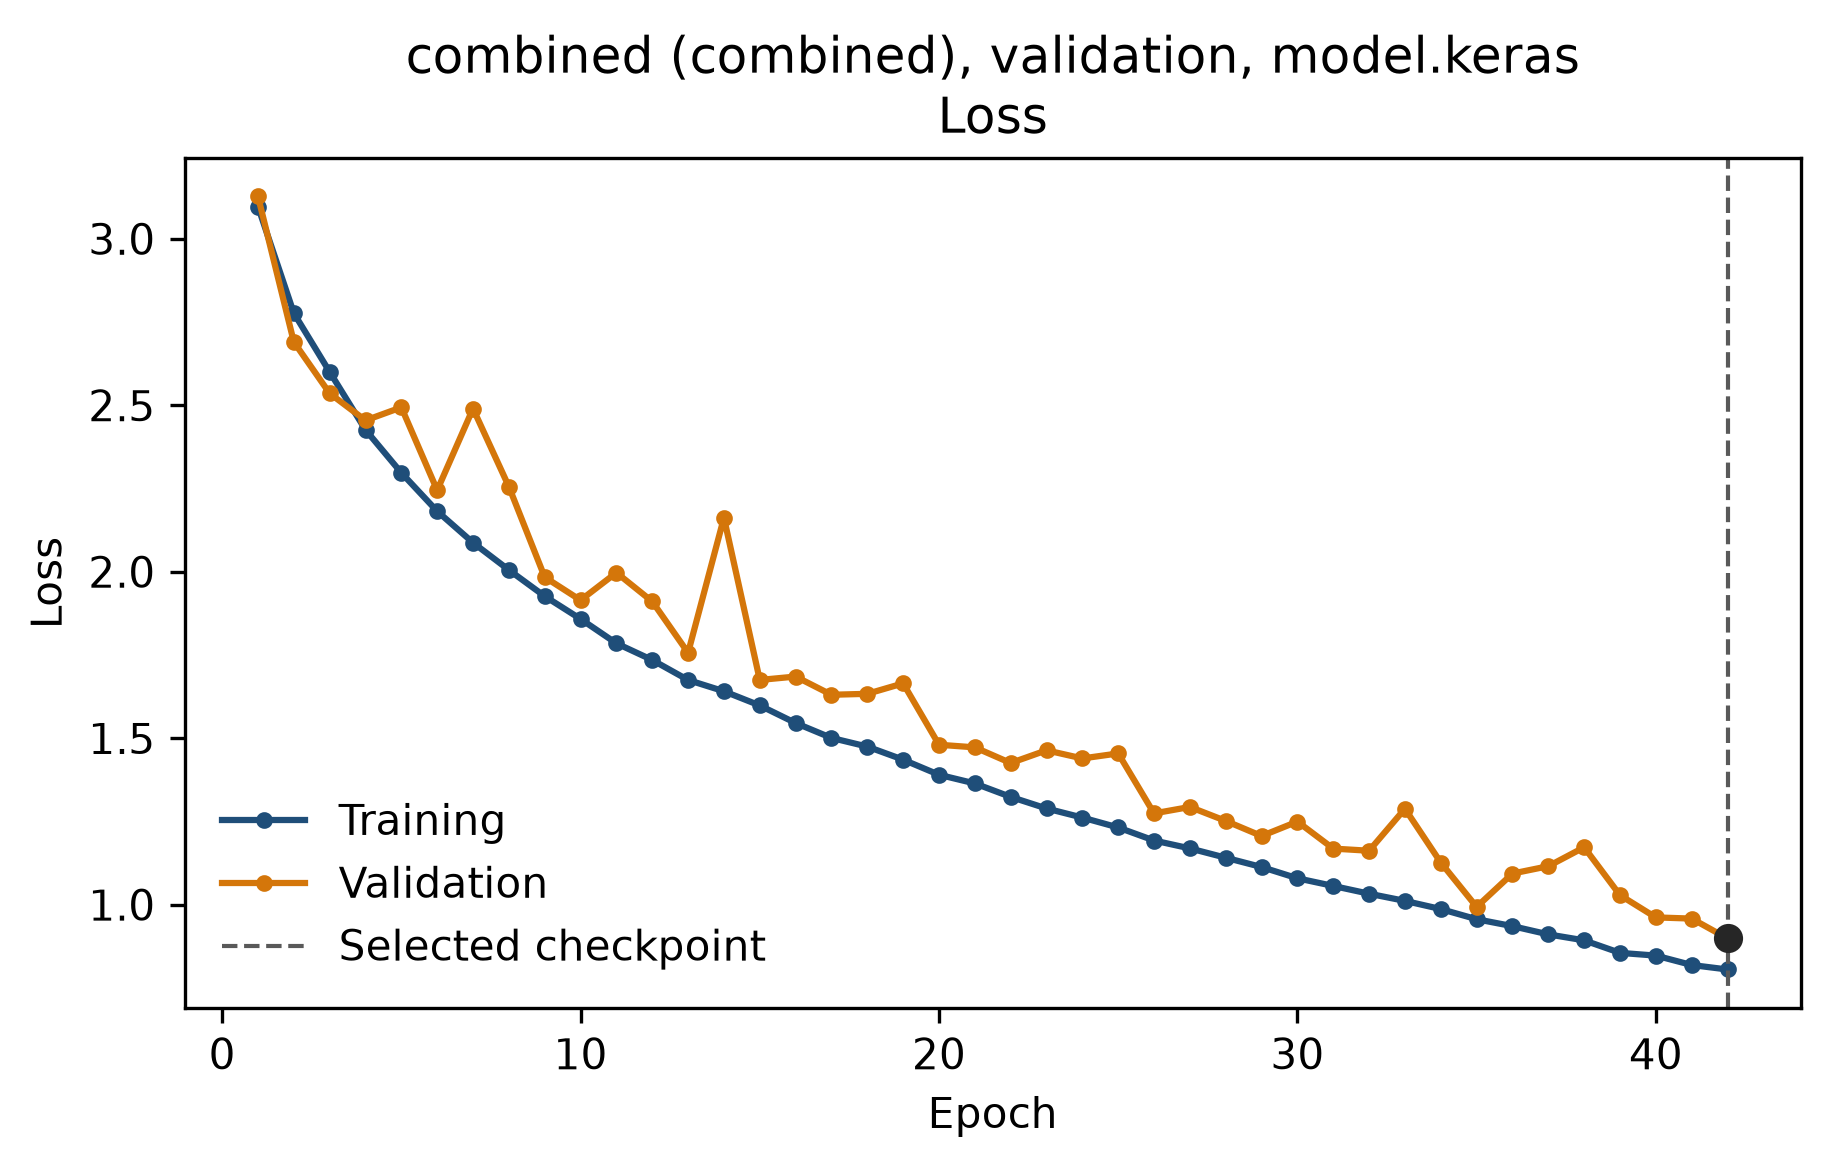 combined (combined), validation, model.keras
Loss
Loss
3.0
2.5
2.0
1.5
1.0
Training
Validation
Selected checkpoint
0 10 20 30 40
Epoch